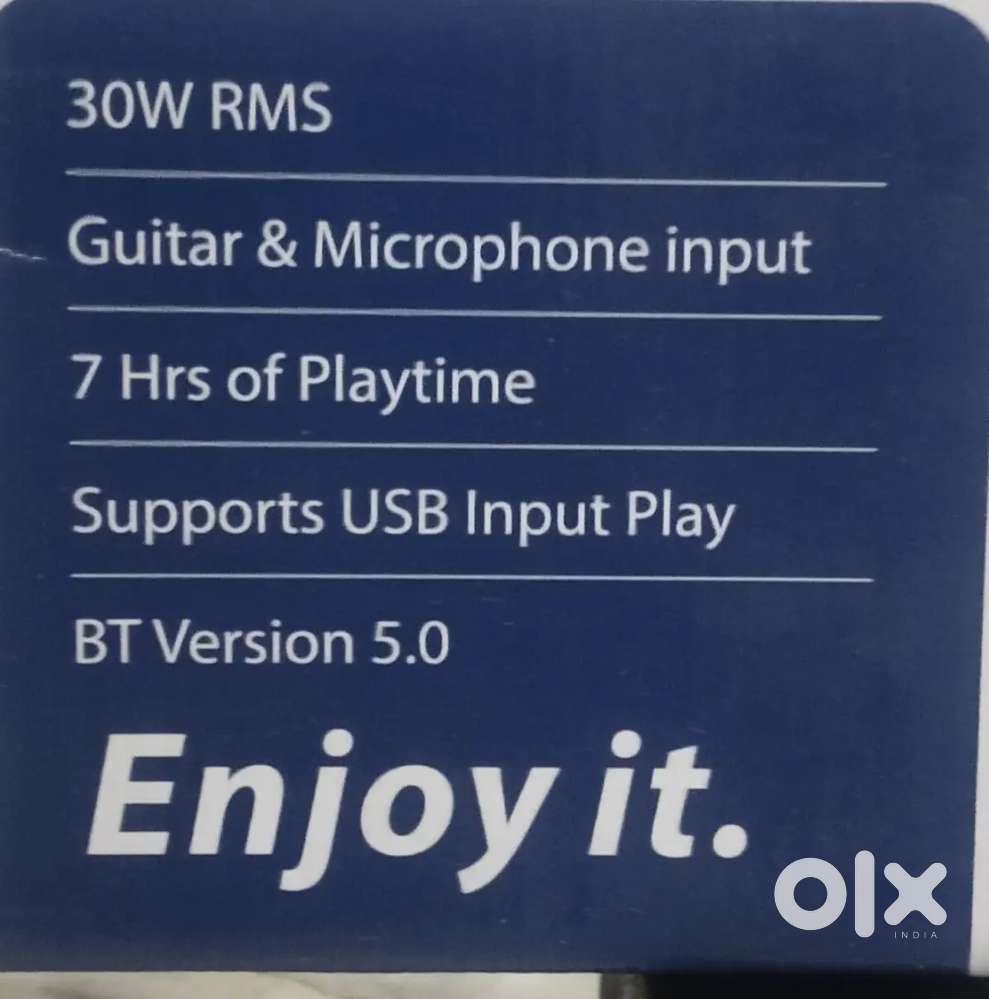 30W RMS
Guitar & Microphone input
7 Hrs of Playtime
Supports USB Input Play
BT Version 5.0
Enjoy it.
olx
INDIA